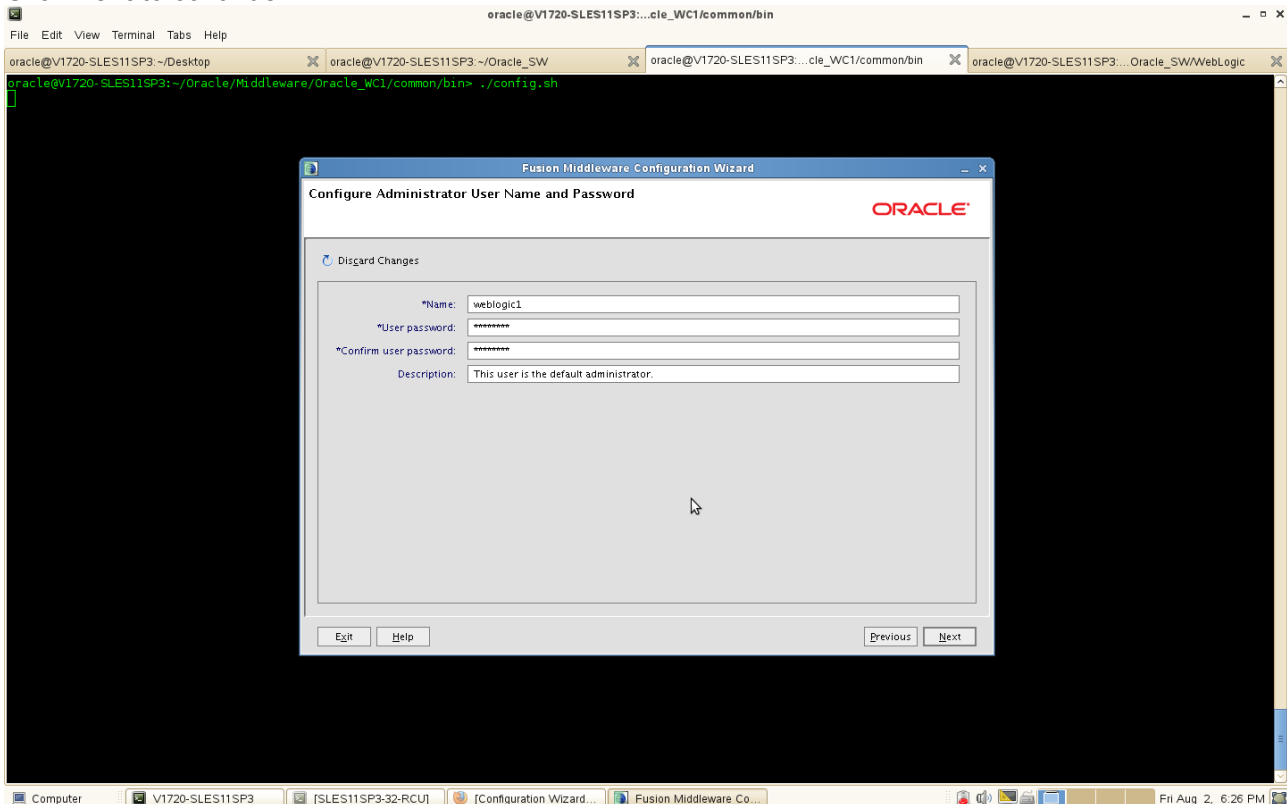 oracle@V1720-SLES11SP3:...cle_WC1/common/bin
File Edit View Terminal Tabs Help
oracle@V1720-SLES11SP3:~/Desktop
oracle@V1720-SLES11SP3:~/Oracle_SW
oracle@V1720-SLES11SP3:...cle_WC1/common/bin
oracle@V1720-SLES11SP3:...Oracle_SW/WebLogic
oracle@V1720-SLES11SP3:~/Oracle/Middleware/Oracle_WC1/common/bin> ./config.sh
Fusion Middleware Configuration Wizard
Configure Administrator User Name and Password
ORACLE
Discard Changes
*Name: weblogic1
*User password: ********
*Confirm user password: ********
Description: This user is the default administrator.
Exit Help Previous Next
Computer V1720-SLES11SP3 [SLES11SP3-32-RCU] [Configuration Wizard... Fusion Middleware Co... Fri Aug 2, 6:26 PM